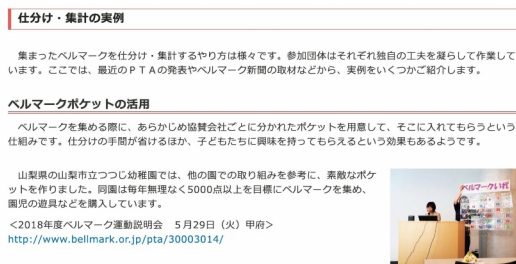 仕分け・集計の実例
集まったベルマークを仕分け・集計するやり方は様々です。参加団体はそれぞれ独自の工夫を凝らして作業して
います。ここでは、最近のＰＴＡの発表やベルマーク新聞の取材などから、実例をいくつかご紹介します。
ベルマークポケットの活用
ベルマークを集める際に、あらかじめ協賛会社ごとに分かれたポケットを用意して、そこに入れてもらうという
仕組みです。仕分けの手間が省けるほか、子どもたちに興味を持ってもらえるという効果もあるようです。
山梨県の山梨市立つつじ幼稚園では、他の園での取り組みを参考に、素敵なポケ
ットを作りました。同園は毎年無理なく5000点以上を目標にベルマークを集め、
園児の遊具などを購入しています。
＜2018年度ベルマーク運動説明会　５月29日（火）甲府＞
http://www.bellmark.or.jp/pta/30003014/
ベルマークいれ